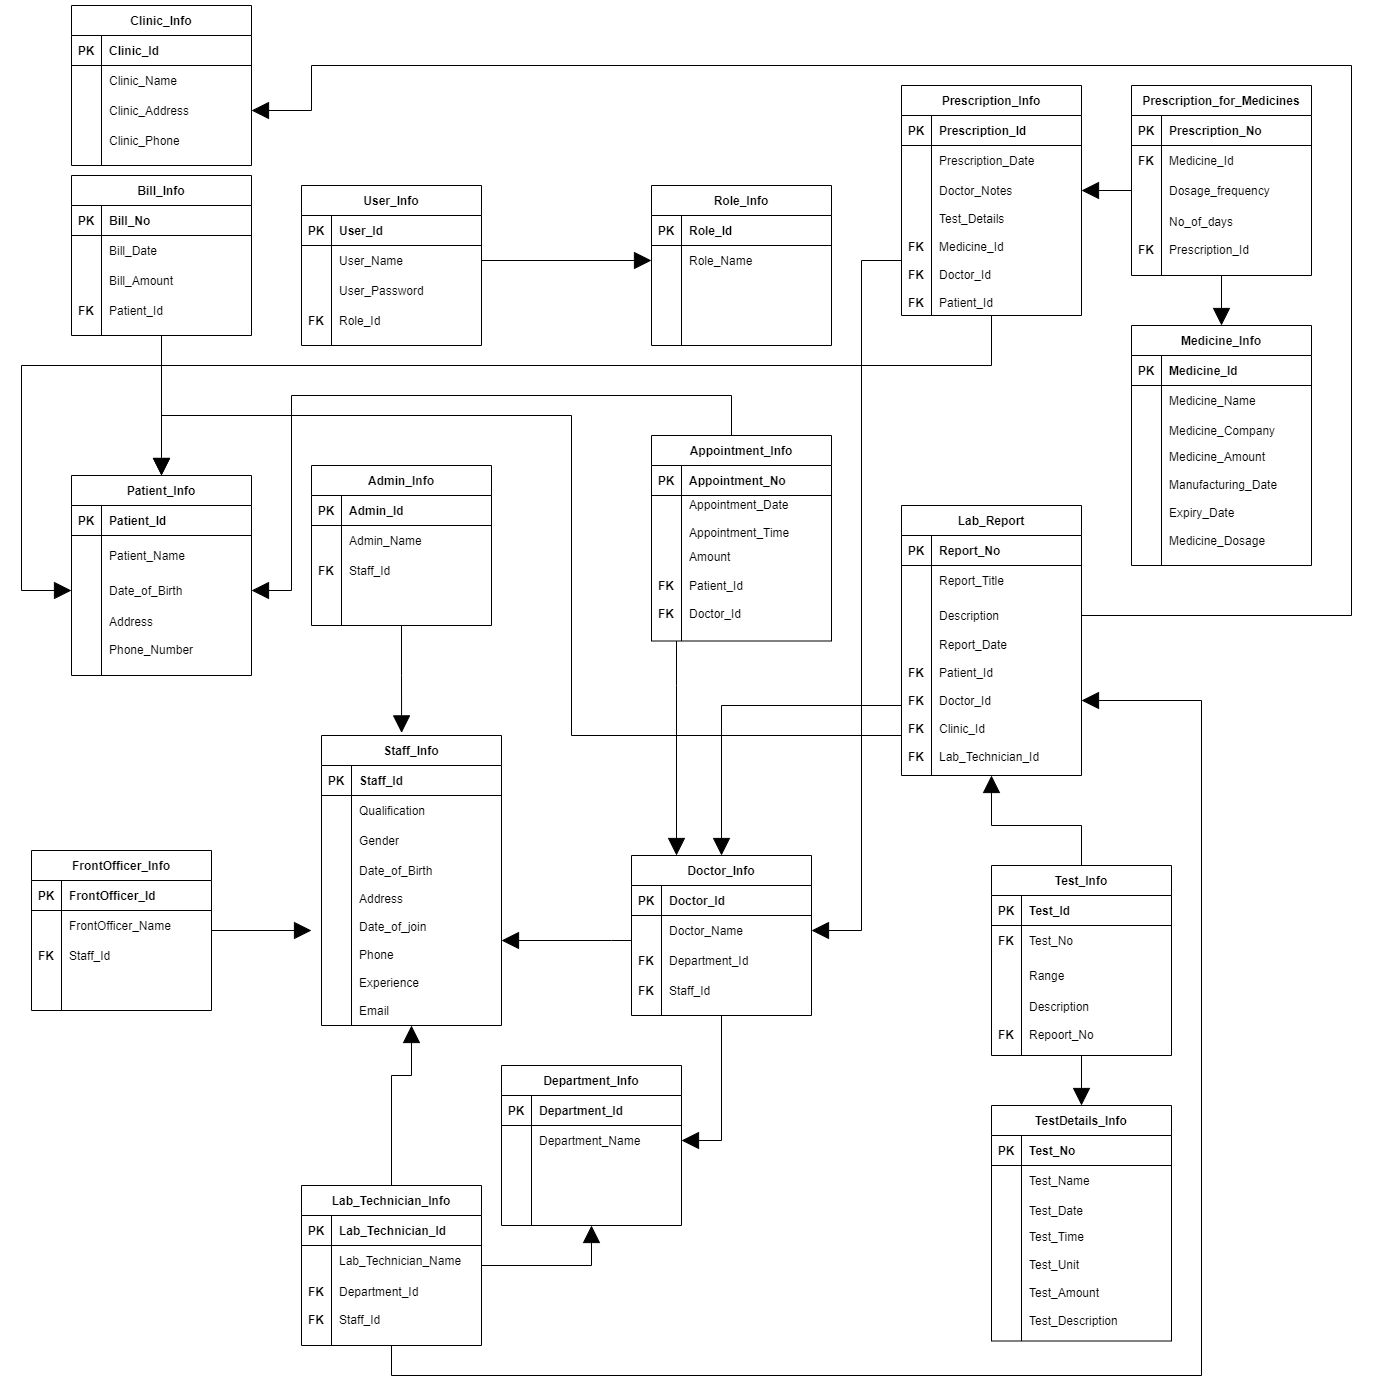 Clinic_Info
PK Clinic_Id
Clinic_Name
Clinic_Address
Clinic_Phone
Bill_Info
PK Bill_No
Bill_Date
Bill_Amount
FK Patient_Id
User_Info
PK User_Id
User_Name
User_Password
FK Role_Id
Role_Info
PK Role_Id
Role_Name
Prescription_Info
PK Prescription_Id
Prescription_Date
Doctor_Notes
Test_Details
FK Medicine_Id
FK Doctor_Id
FK Patient_Id
Prescription_for_Medicines
PK Prescription_No
FK Medicine_Id
Dosage_frequency
No_of_days
FK Prescription_Id
Medicine_Info
PK Medicine_Id
Medicine_Name
Medicine_Company
Medicine_Amount
Manufacturing_Date
Expiry_Date
Medicine_Dosage
Patient_Info
PK Patient_Id
Patient_Name
Date_of_Birth
Address
Phone_Number
Admin_Info
PK Admin_Id
Admin_Name
FK Staff_Id
Appointment_Info
PK Appointment_No
Appointment_Date
Appointment_Time
Amount
FK Patient_Id
FK Doctor_Id
Lab_Report
PK Report_No
Report_Title
Description
Report_Date
FK Patient_Id
FK Doctor_Id
FK Clinic_Id
FK Lab_Technician_Id
Staff_Info
PK Staff_Id
Qualification
Gender
Date_of_Birth
Address
Date_of_join
Phone
Experience
Email
FrontOfficer_Info
PK FrontOfficer_Id
FrontOfficer_Name
FK Staff_Id
Doctor_Info
PK Doctor_Id
Doctor_Name
FK Department_Id
FK Staff_Id
Test_Info
PK Test_Id
FK Test_No
Range
Description
FK Repoort_No
Department_Info
PK Department_Id
Department_Name
TestDetails_Info
PK Test_No
Test_Name
Test_Date
Test_Time
Test_Unit
Test_Amount
Test_Description
Lab_Technician_Info
PK Lab_Technician_Id
Lab_Technician_Name
FK Department_Id
FK Staff_Id